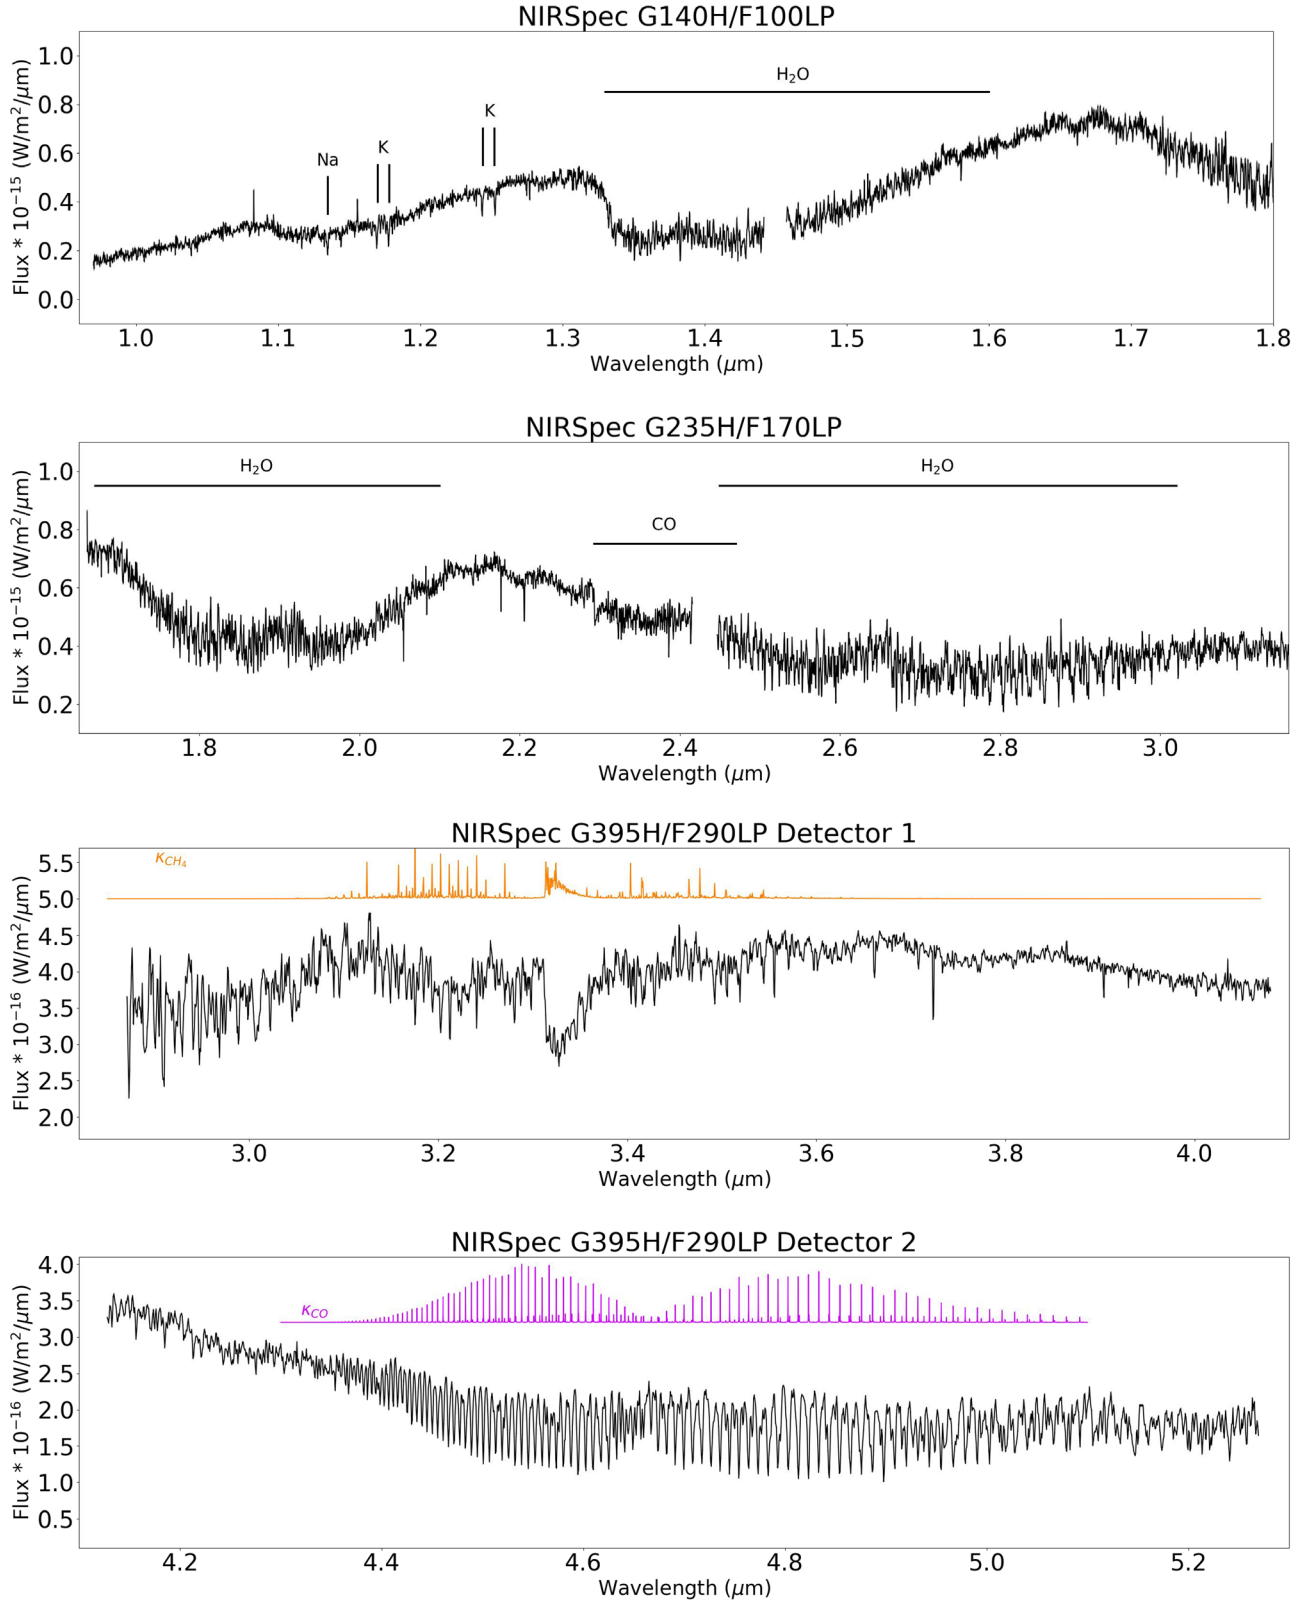 NIRSpec G140H/F100LP
Flux * 10⁻¹⁵ (W/m²/μm)
1.0
0.8
0.6
0.4
0.2
0.0
H₂O
K
K
Na
1.0 1.1 1.2 1.3 1.4 1.5 1.6 1.7 1.8
Wavelength (μm)
NIRSpec G235H/F170LP
Flux * 10⁻¹⁵ (W/m²/μm)
1.0
0.8
0.6
0.4
0.2
H₂O H₂O
CO
1.8 2.0 2.2 2.4 2.6 2.8 3.0
Wavelength (μm)
NIRSpec G395H/F290LP Detector 1
Flux * 10⁻¹⁶ (W/m²/μm)
5.5
5.0
4.5
4.0
3.5
3.0
2.5
2.0
κ_CH₄
3.0 3.2 3.4 3.6 3.8 4.0
Wavelength (μm)
NIRSpec G395H/F290LP Detector 2
Flux * 10⁻¹⁶ (W/m²/μm)
4.0
3.5
3.0
2.5
2.0
1.5
1.0
0.5
κ_CO
4.2 4.4 4.6 4.8 5.0 5.2
Wavelength (μm)